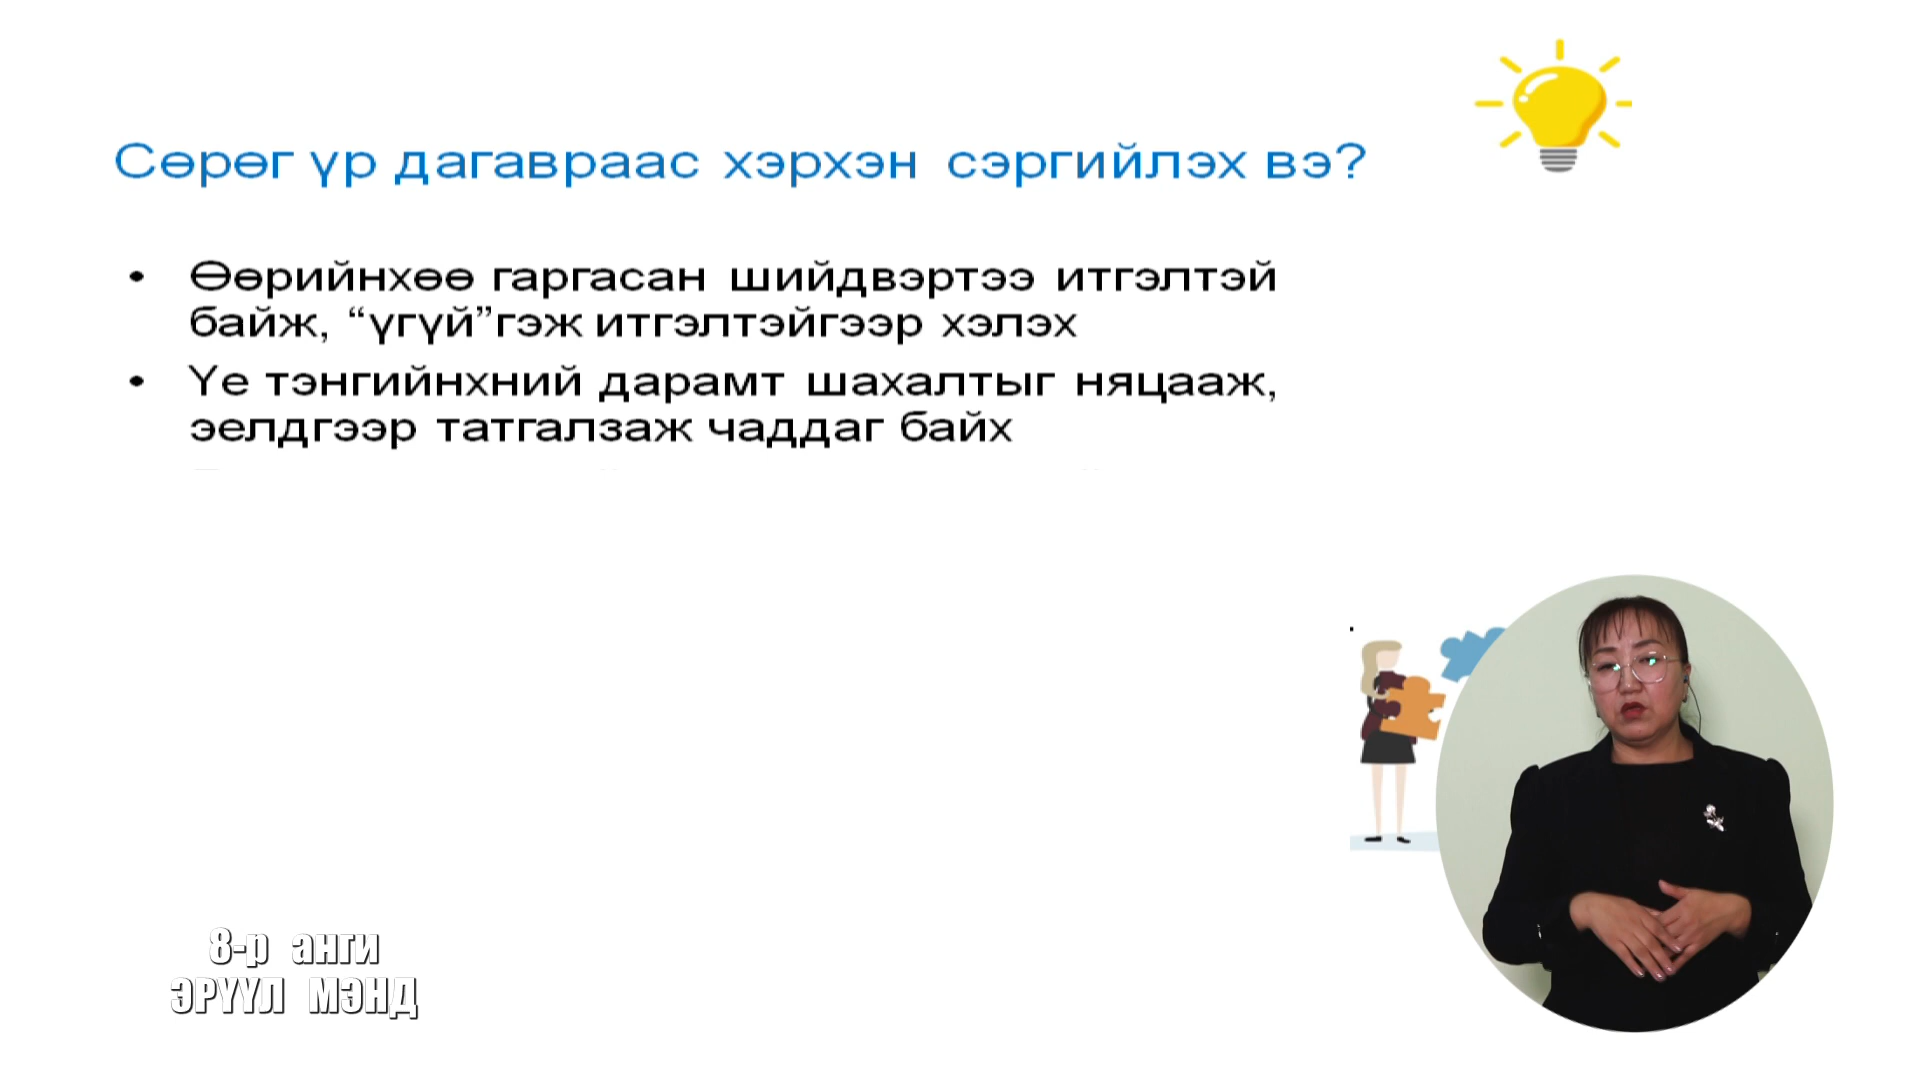 Сөрөг үр дагавраас хэрхэн сэргийлэх вэ?
• Өөрийнхөө гаргасан шийдвэртээ итгэлтэй
байж, “үгүй”гэж итгэлтэйгээр хэлэх
• Үе тэнгийнхний дарамт шахалтыг няцааж,
эелдгээр татгалзаж чаддаг байх
8-р анги
ЭРҮҮЛ МЭНД